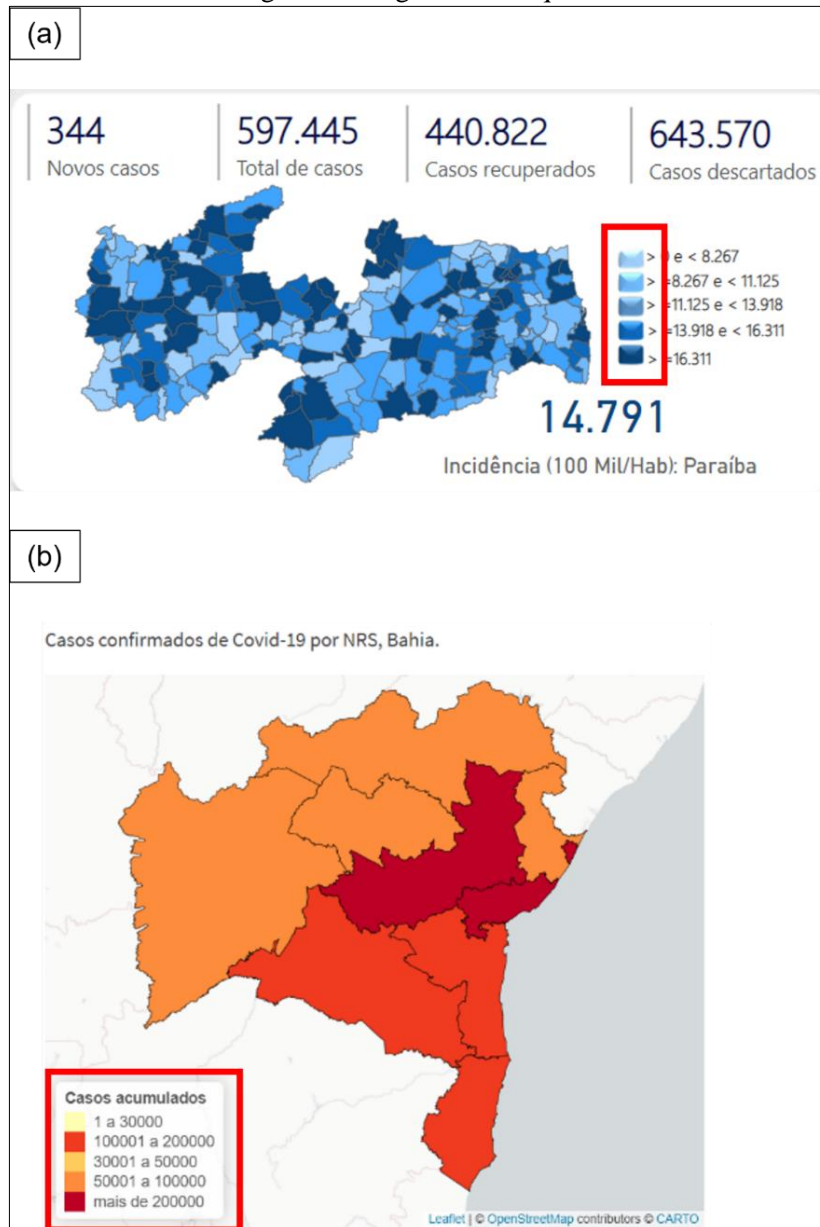 (a)
344
Novos casos
597.445
Total de casos
440.822
Casos recuperados
643.570
Casos descartados
> 0 e < 8.267
>=8.267 e < 11.125
>=11.125 e < 13.918
>=13.918 e < 16.311
>=16.311
14.791
Incidência (100 Mil/Hab): Paraíba
(b)
Casos confirmados de Covid-19 por NRS, Bahia.
Casos acumulados
1 a 30000
100001 a 200000
30001 a 50000
50001 a 100000
mais de 200000
Leaflet | © OpenStreetMap contributors © CARTO